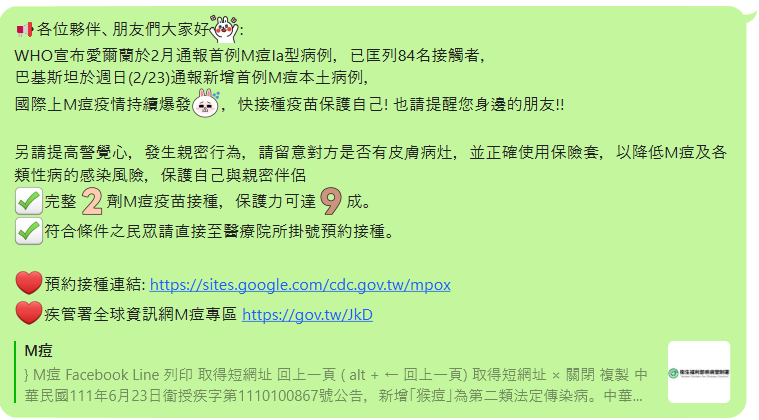 各位夥伴、朋友們大家好:
WHO宣布愛爾蘭於2月通報首例M痘Ia型病例，已匡列84名接觸者，
巴基斯坦於週日(2/23)通報新增首例M痘本土病例，
國際上M痘疫情持續爆發，快接種疫苗保護自己! 也請提醒您身邊的朋友!!
另請提高警覺心，發生親密行為，請留意對方是否有皮膚病灶，並正確使用保險套，以降低M痘及各
類性病的感染風險，保護自己與親密伴侶
完整 2 劑M痘疫苗接種，保護力可達 9 成。
符合條件之民眾請直接至醫療院所掛號預約接種。
預約接種連結: https://sites.google.com/cdc.gov.tw/mpox
疾管署全球資訊網M痘專區 https://gov.tw/JkD
M痘
} M痘 Facebook Line 列印 取得短網址 回上一頁 ( alt + ← 回上一頁) 取得短網址 × 關閉 複製 中
華民國111年6月23日衛授疾字第1110100867號公告，新增「猴痘」為第二類法定傳染病。中華...
衛生福利部疾病管制署